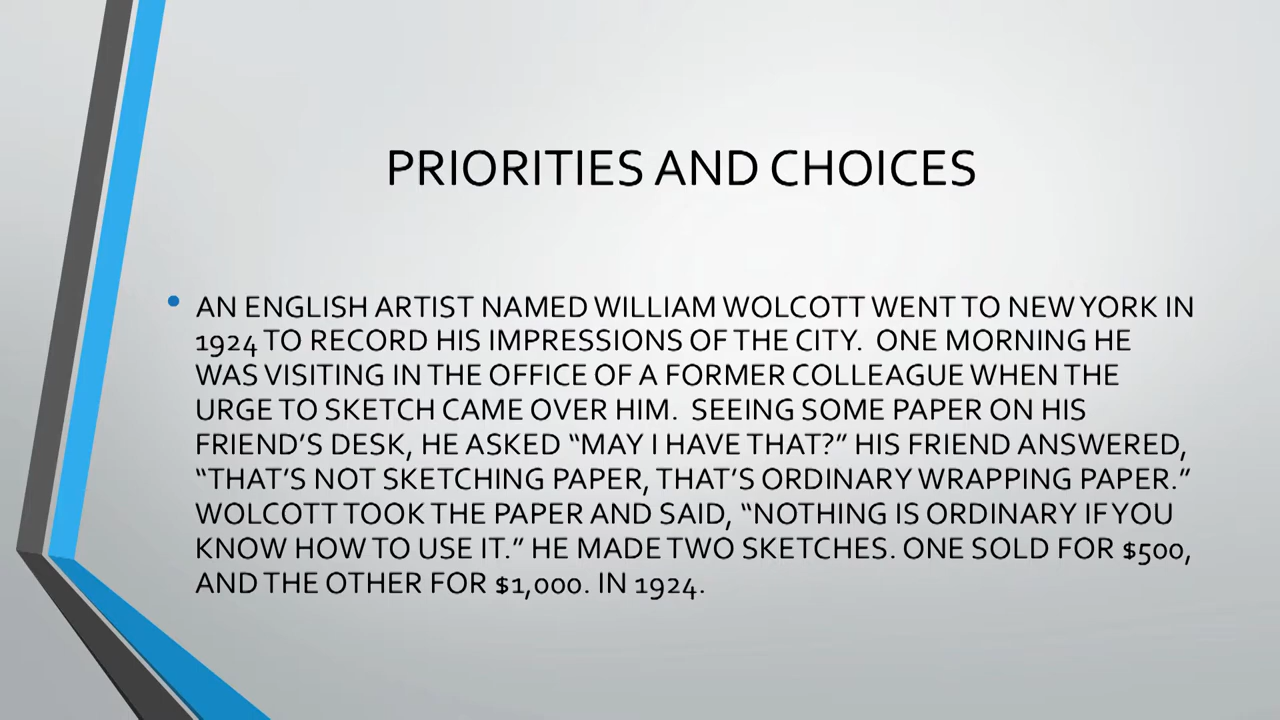 PRIORITIES AND CHOICES
• AN ENGLISH ARTIST NAMED WILLIAM WOLCOTT WENT TO NEW YORK IN
1924 TO RECORD HIS IMPRESSIONS OF THE CITY.  ONE MORNING HE
WAS VISITING IN THE OFFICE OF A FORMER COLLEAGUE WHEN THE
URGE TO SKETCH CAME OVER HIM.  SEEING SOME PAPER ON HIS
FRIEND’S DESK, HE ASKED “MAY I HAVE THAT?” HIS FRIEND ANSWERED,
“THAT’S NOT SKETCHING PAPER, THAT’S ORDINARY WRAPPING PAPER.”
WOLCOTT TOOK THE PAPER AND SAID, “NOTHING IS ORDINARY IF YOU
KNOW HOW TO USE IT.” HE MADE TWO SKETCHES. ONE SOLD FOR $500,
AND THE OTHER FOR $1,000. IN 1924.